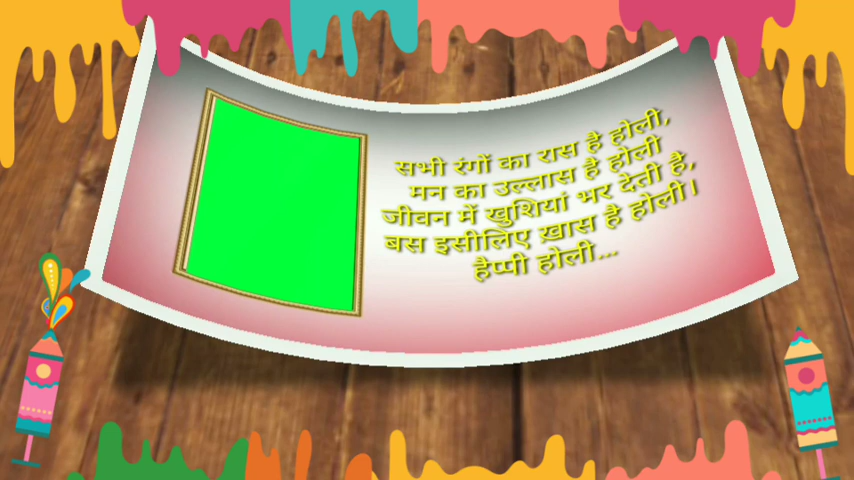 सभी रंगों का रास है होली,
मन का उल्लास है होली
जीवन में खुशियां भर देती है,
बस इसीलिए ख़ास है होली।
हैप्पी होली...